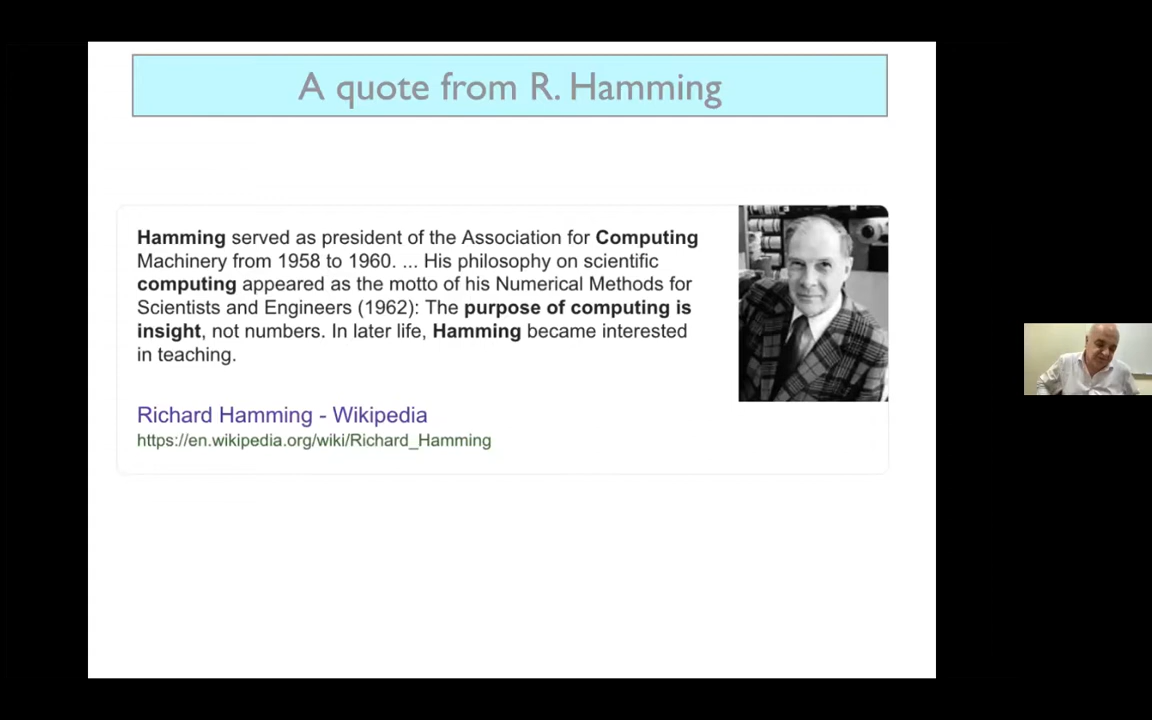 A quote from R. Hamming
Hamming served as president of the Association for Computing
Machinery from 1958 to 1960. ... His philosophy on scientific
computing appeared as the motto of his Numerical Methods for
Scientists and Engineers (1962): The purpose of computing is
insight, not numbers. In later life, Hamming became interested
in teaching.
Richard Hamming - Wikipedia
https://en.wikipedia.org/wiki/Richard_Hamming